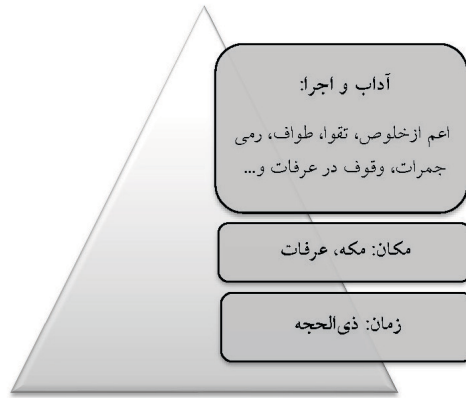 آداب و اجرا:
اعم ازخلوص، تقوا، طواف، رمی
جمرات، وقوف در عرفات و...
مکان: مکه، عرفات
زمان: ذی‌الحجه